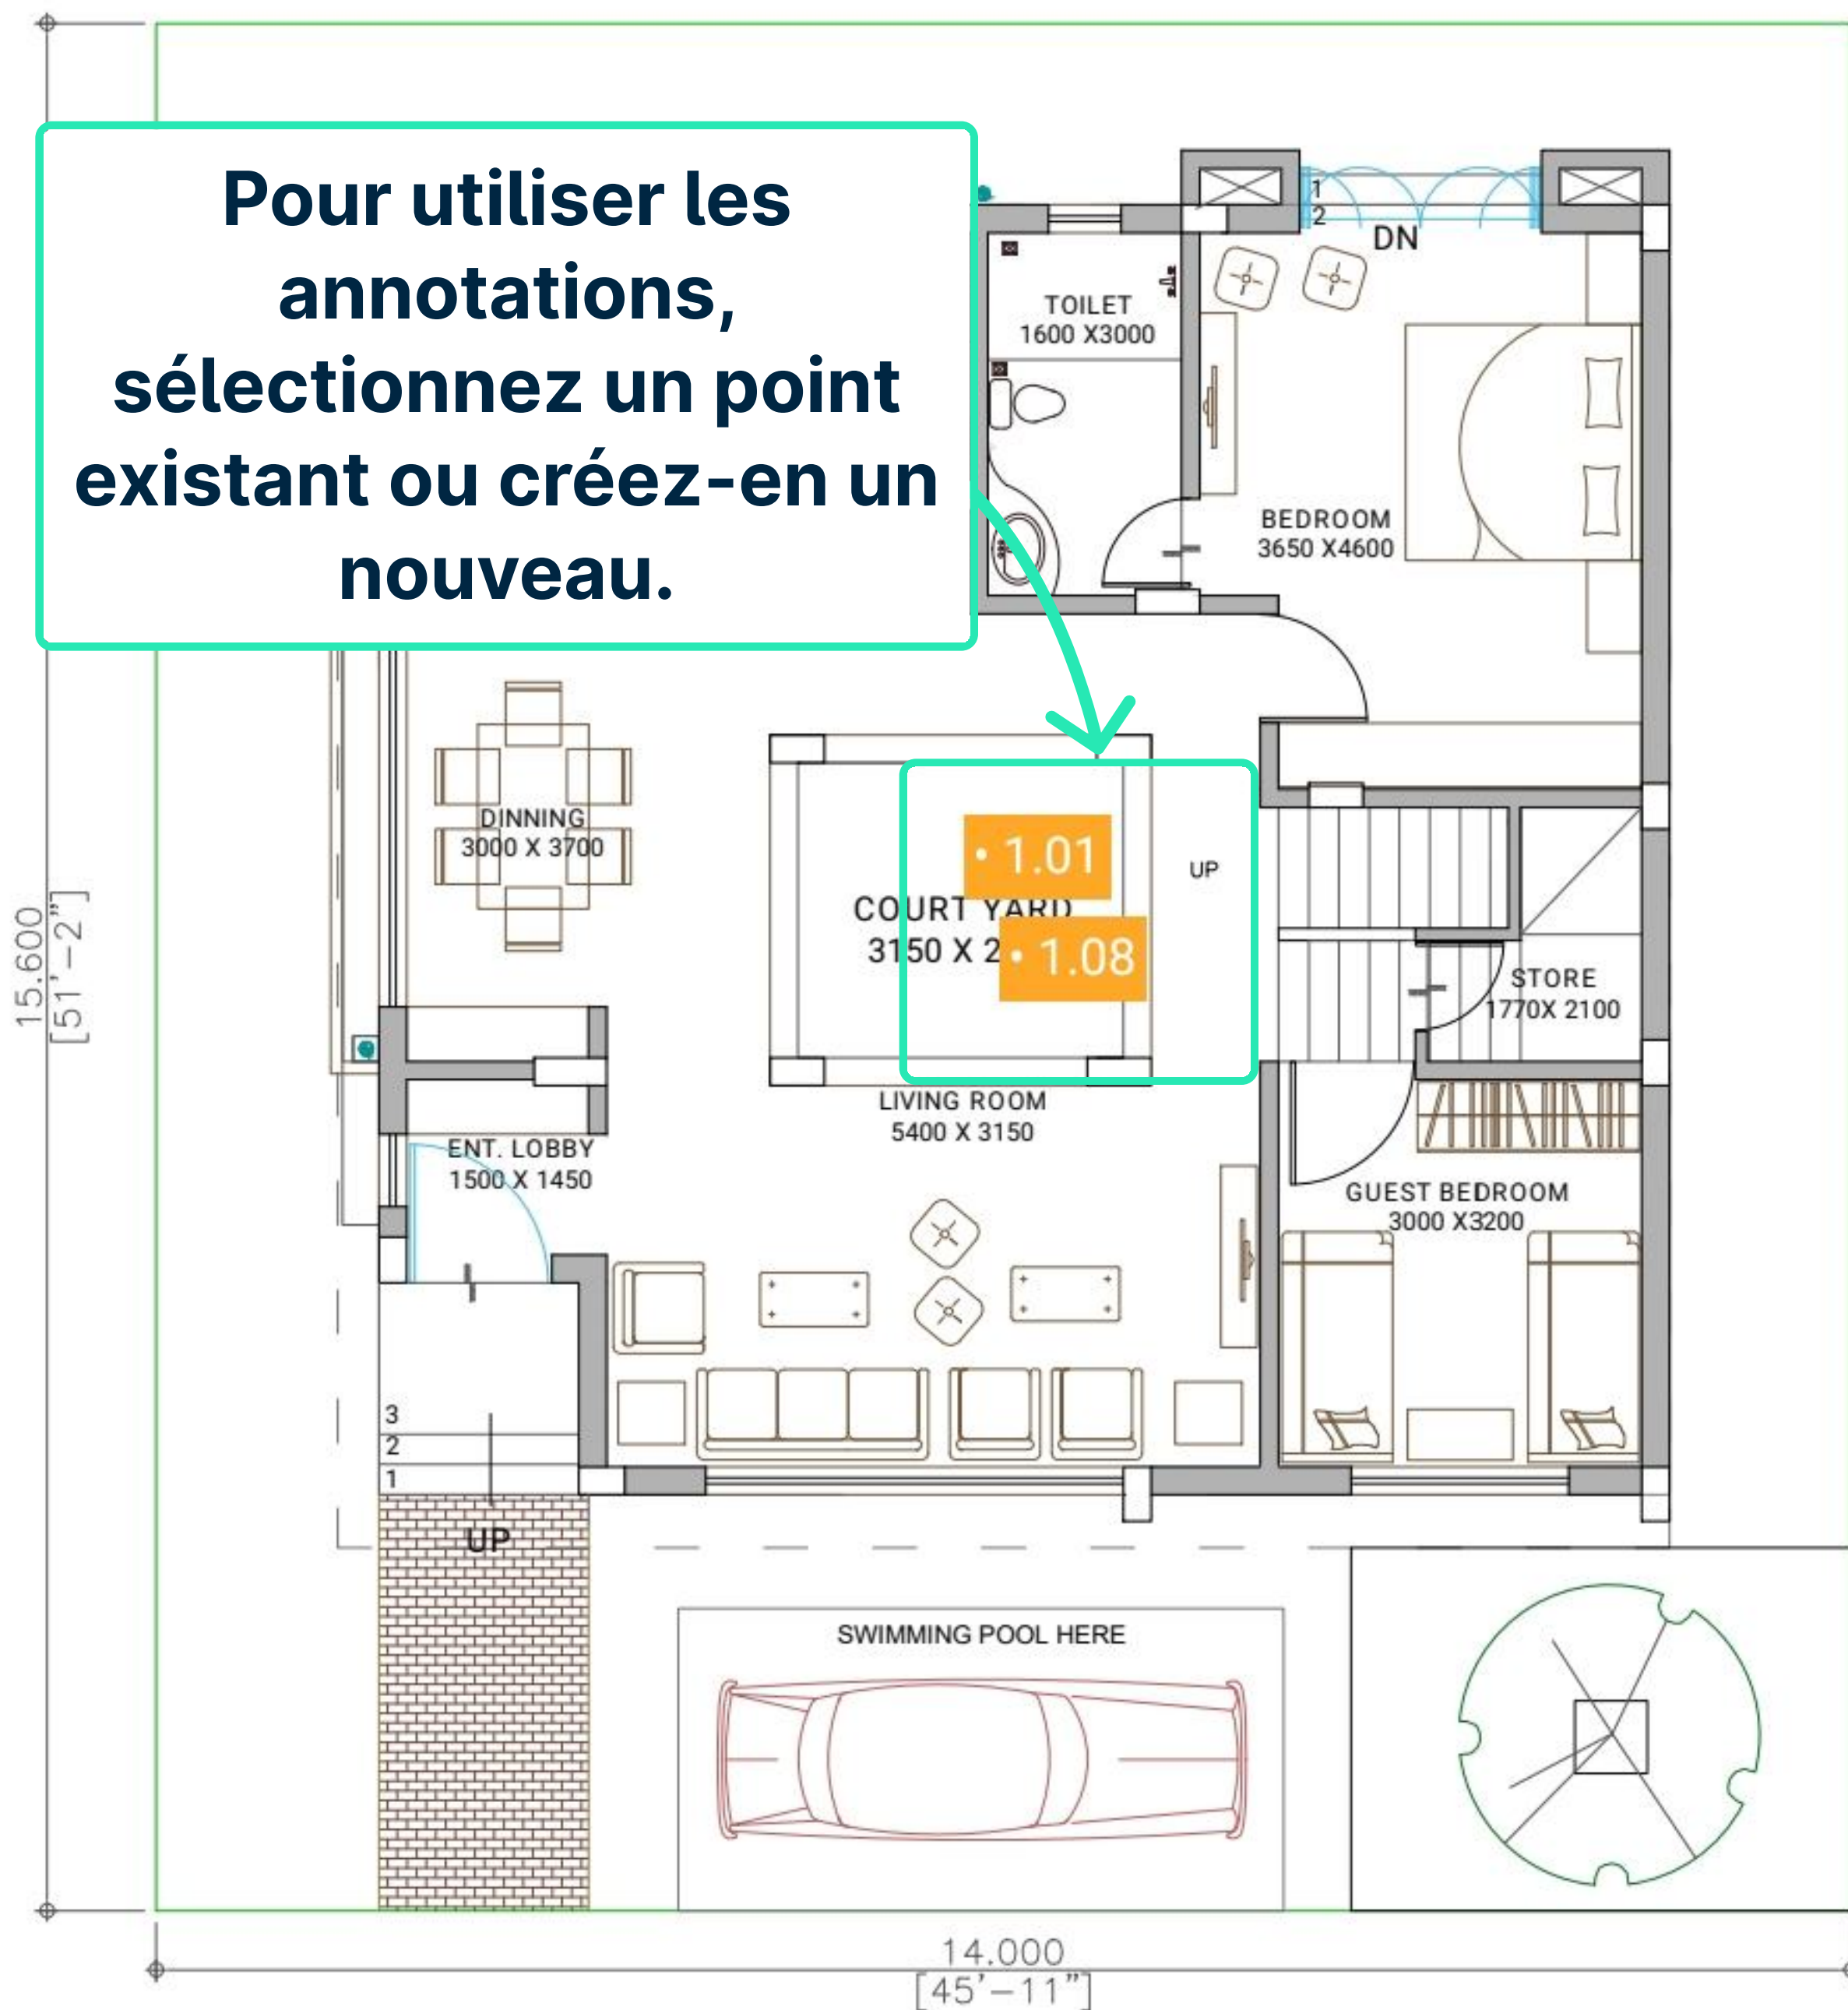 Pour utiliser les
annotations,
sélectionnez un point
existant ou créez-en un
nouveau.
1
2
DN
TOILET
1600 X3000
BEDROOM
3650 X4600
DINNING
3000 X 3700
• 1.01
UP
COURT YARD
3150 X 2
• 1.08
STORE
1770X 2100
15.600
[51'-2"]
LIVING ROOM
5400 X 3150
ENT. LOBBY
1500 X 1450
GUEST BEDROOM
3000 X3200
3
2
1
UP
SWIMMING POOL HERE
14.000
[45'-11"]